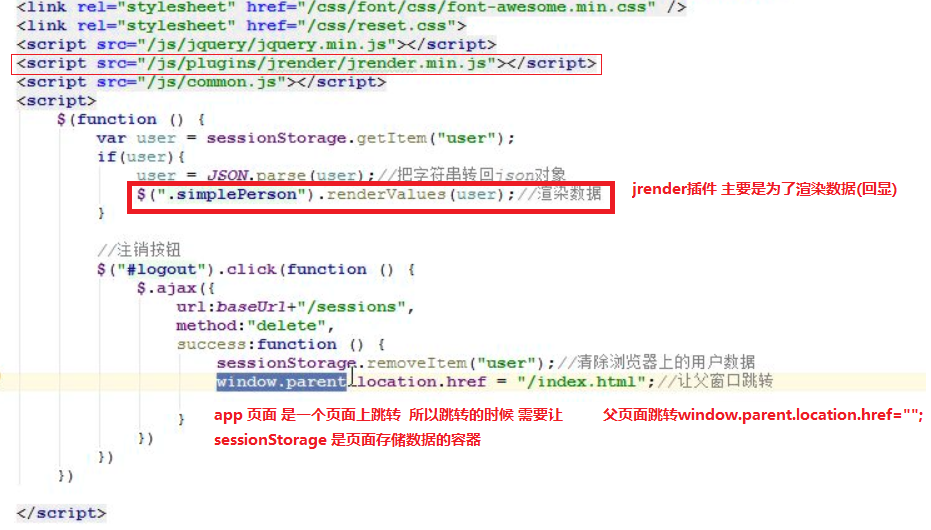 <link rel="stylesheet" href="/css/font/css/font-awesome.min.css" />
<link rel="stylesheet" href="/css/reset.css">
<script src="/js/jquery/jquery.min.js"></script>
<script src="/js/plugins/jrender/jrender.min.js"></script>
<script src="/js/common.js"></script>
<script>
$(function () {
var user = sessionStorage.getItem("user");
if(user){
user = JSON.parse(user);//把字符串转回json对象
$(".simplePerson").renderValues(user);//渲染数据
jrender插件 主要是为了渲染数据(回显)
}
//注销按钮
$("#logout").click(function () {
$.ajax({
url:baseUrl+"/sessions",
method:"delete",
success:function () {
sessionStorage.removeItem("user");//清除浏览器上的用户数据
window.parent.location.href = "/index.html";//让父窗口跳转
app 页面 是一个页面上跳转 所以跳转的时候 需要让 父页面跳转window.parent.location.href="";
}
sessionStorage 是页面存储数据的容器
})
})
})
</script>